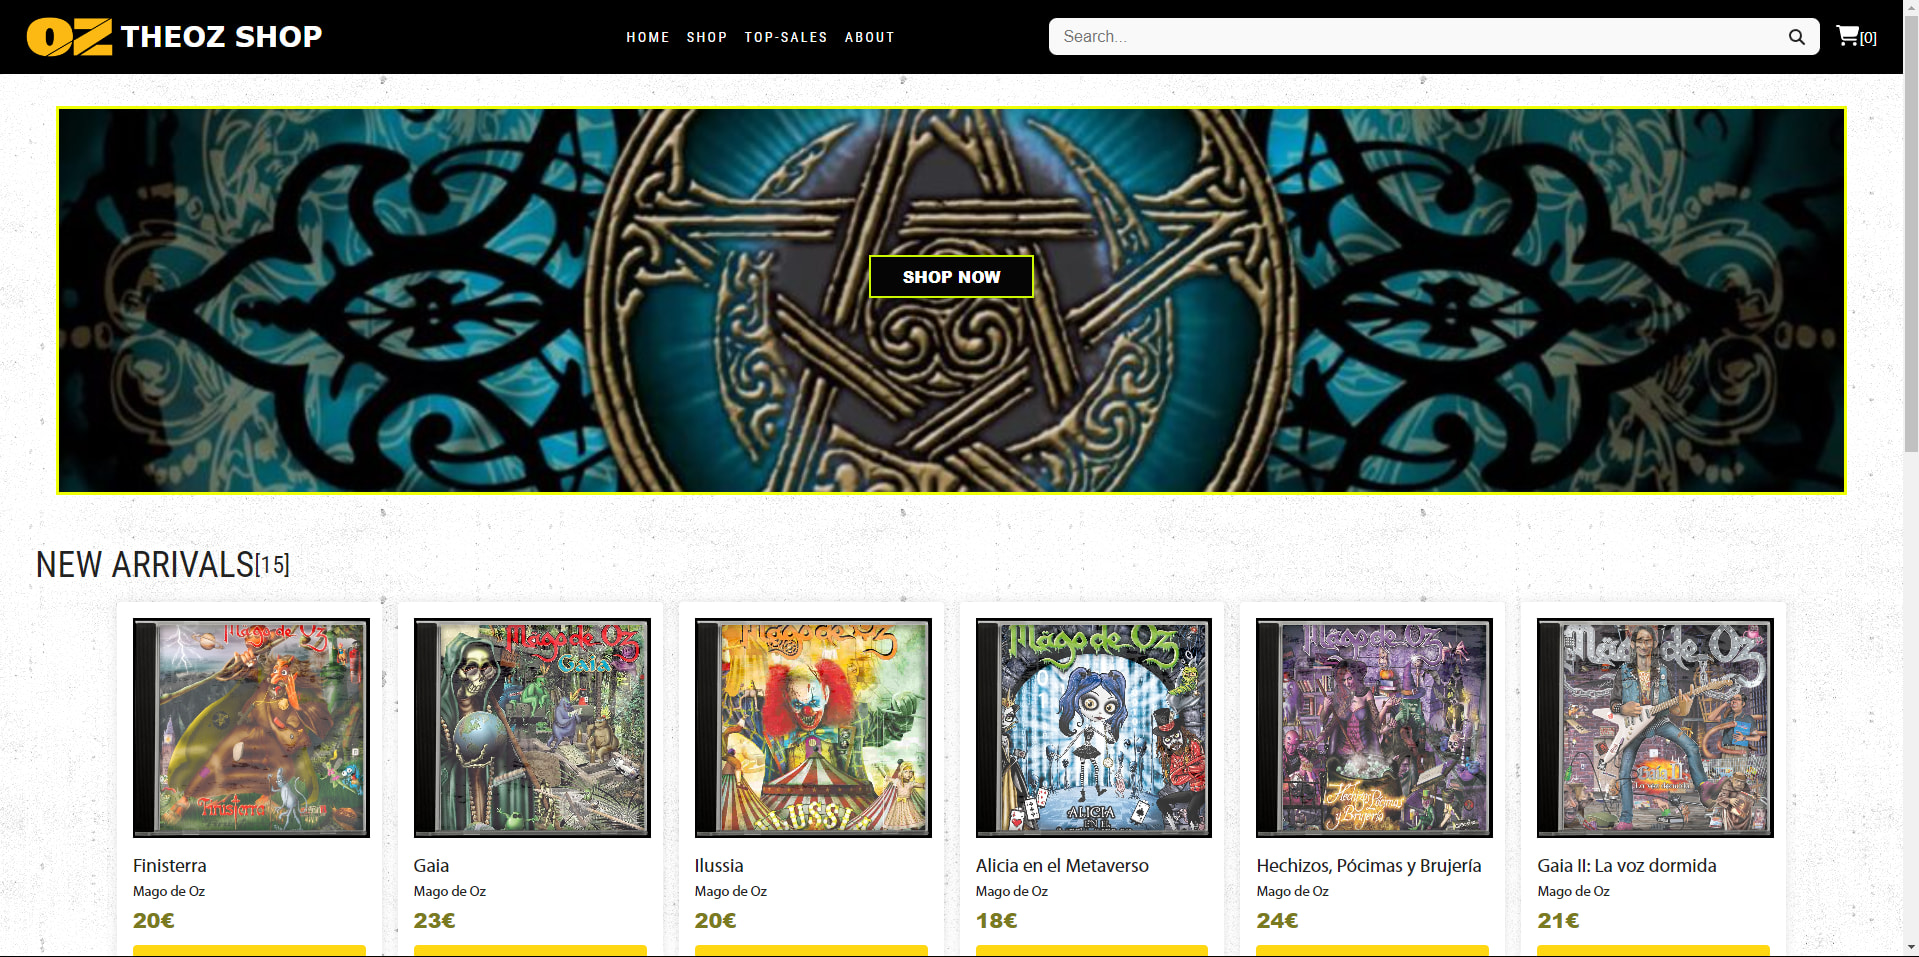 OZ THEOZ SHOP
HOME SHOP TOP-SALES ABOUT
Search...
[0]
SHOP NOW
NEW ARRIVALS[15]
Mägo de Oz
Finisterra
Mägo de Oz
Gaia
Mägo de Oz
ILUSSIA
Mägo de Oz
ALICIA
EN EL
Mägo de Oz
Hechizos, Pócimas
y Brujería
Mägo de Oz
Gaia II:
La voz dormida
Finisterra
Mago de Oz
20€
Gaia
Mago de Oz
23€
Ilussia
Mago de Oz
20€
Alicia en el Metaverso
Mago de Oz
18€
Hechizos, Pócimas y Brujería
Mago de Oz
24€
Gaia II: La voz dormida
Mago de Oz
21€